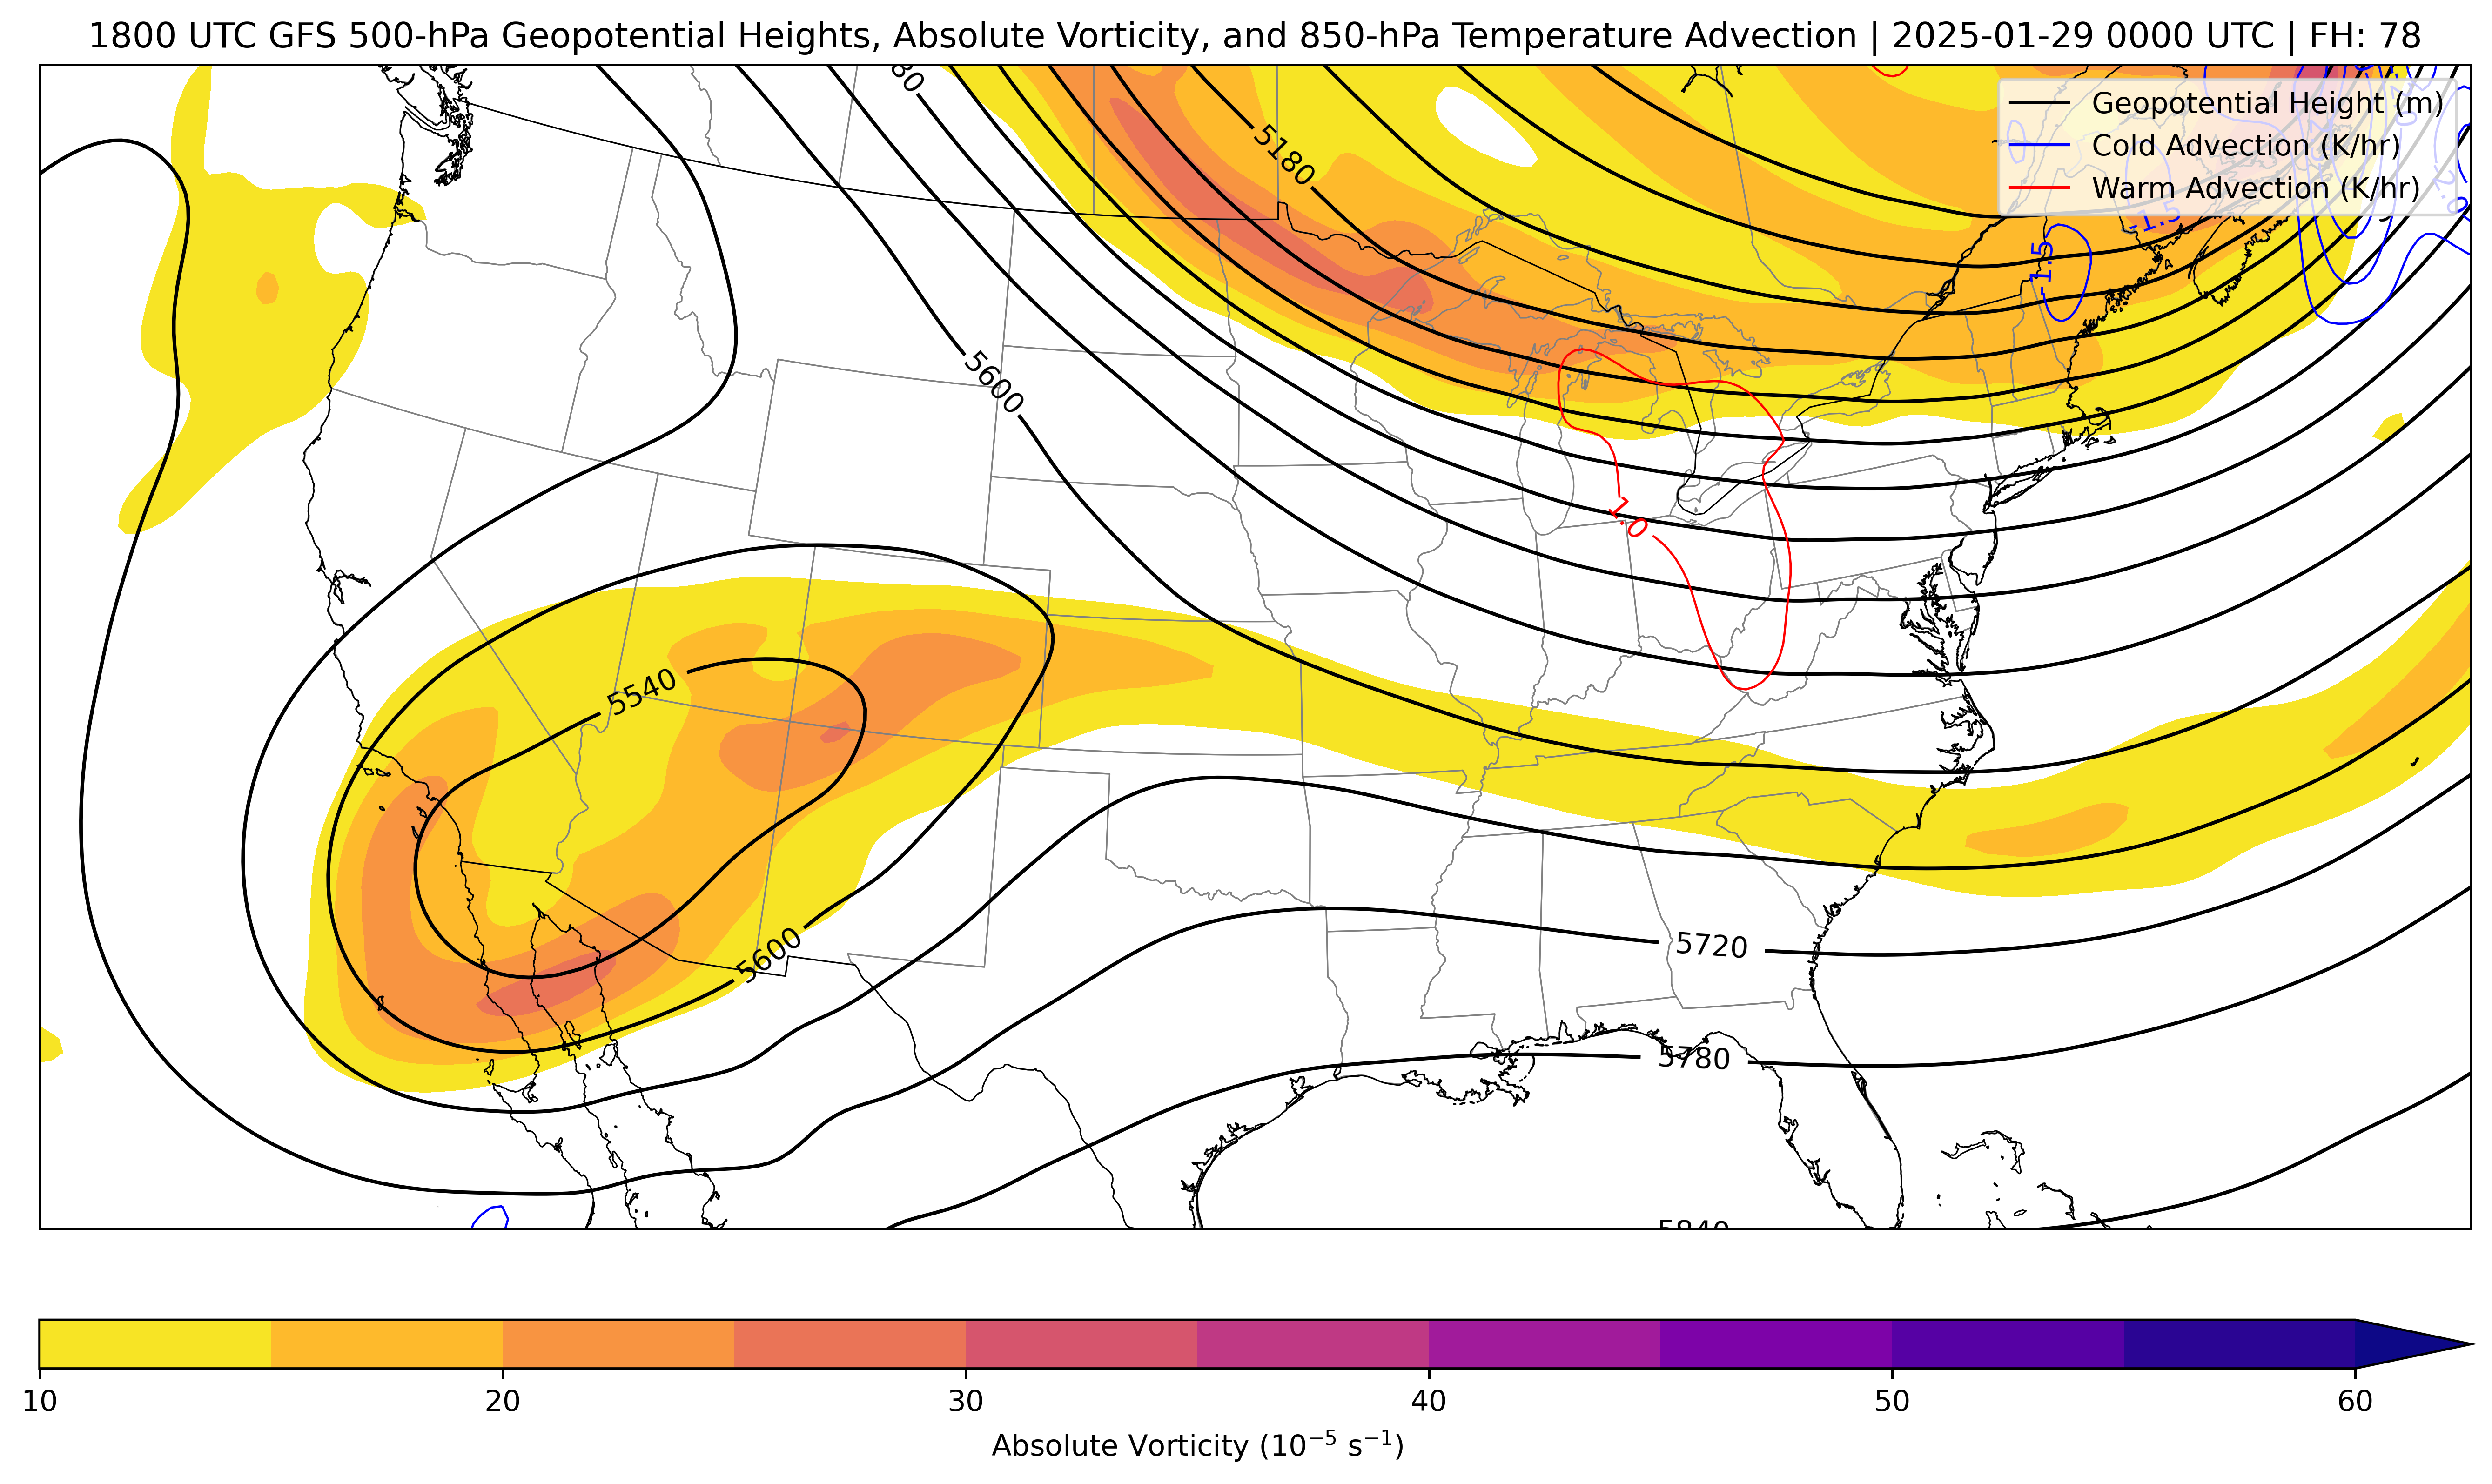 1800 UTC GFS 500-hPa Geopotential Heights, Absolute Vorticity, and 850-hPa Temperature Advection | 2025-01-29 0000 UTC | FH: 78
Geopotential Height (m)
Cold Advection (K/hr)
Warm Advection (K/hr)
5180
-1.5
-1.5
5600
1.0
5540
5600
5720
5780
5840
10 20 30 40 50 60
Absolute Vorticity (10⁻⁵ s⁻¹)